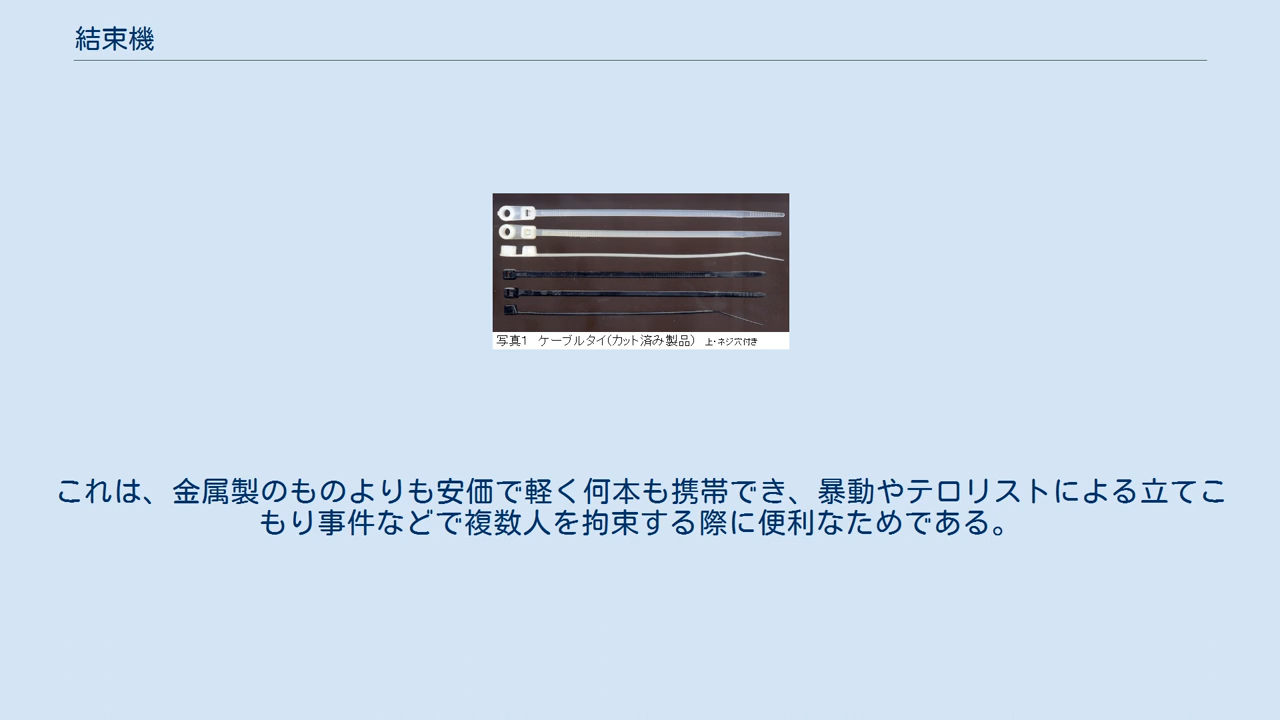 結束機
写真1　ケーブルタイ(カット済み製品)　上・ネジ穴付き
これは、金属製のものよりも安価で軽く何本も携帯でき、暴動やテロリストによる立てこ
もり事件などで複数人を拘束する際に便利なためである。